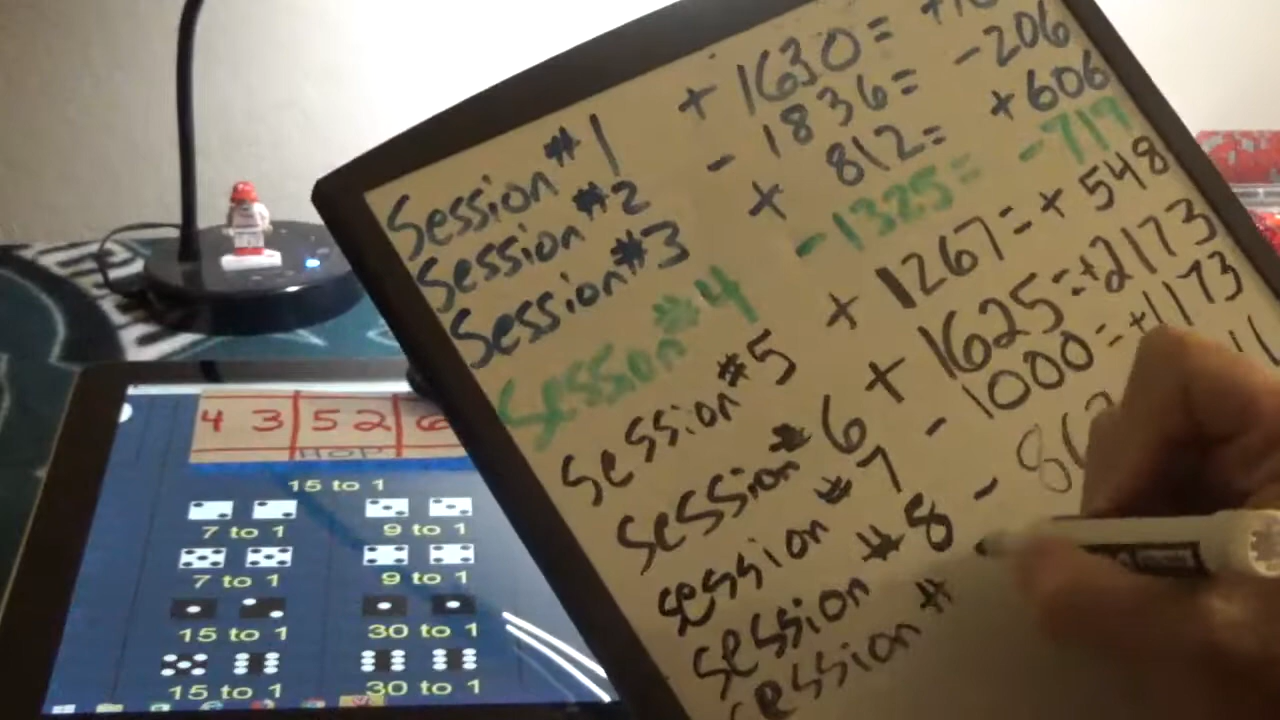 Session #1 + 1630 =
Session #2 - 1836 = -206
Session #3 + 812 = +606
Session #4 -1325 = -717
Session #5 + 1267 = + 548
Session #6 + 1625 = +2173
session #7 - 1000 = +1173
session #8 -
session #
4 3 5 2
HOP
15 to 1
7 to 1 9 to 1
7 to 1 9 to 1
15 to 1 30 to 1
15 to 1 30 to 1